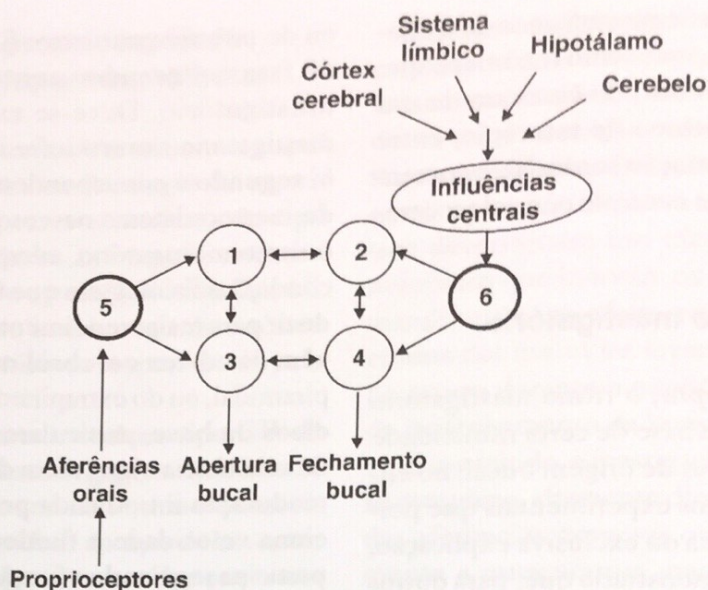 Sistema
límbico
Hipotálamo
Córtex
cerebral
Cerebelo
Influências
centrais
1
2
5
6
3
4
Aferências
orais
Abertura
bucal
Fechamento
bucal
Proprioceptores